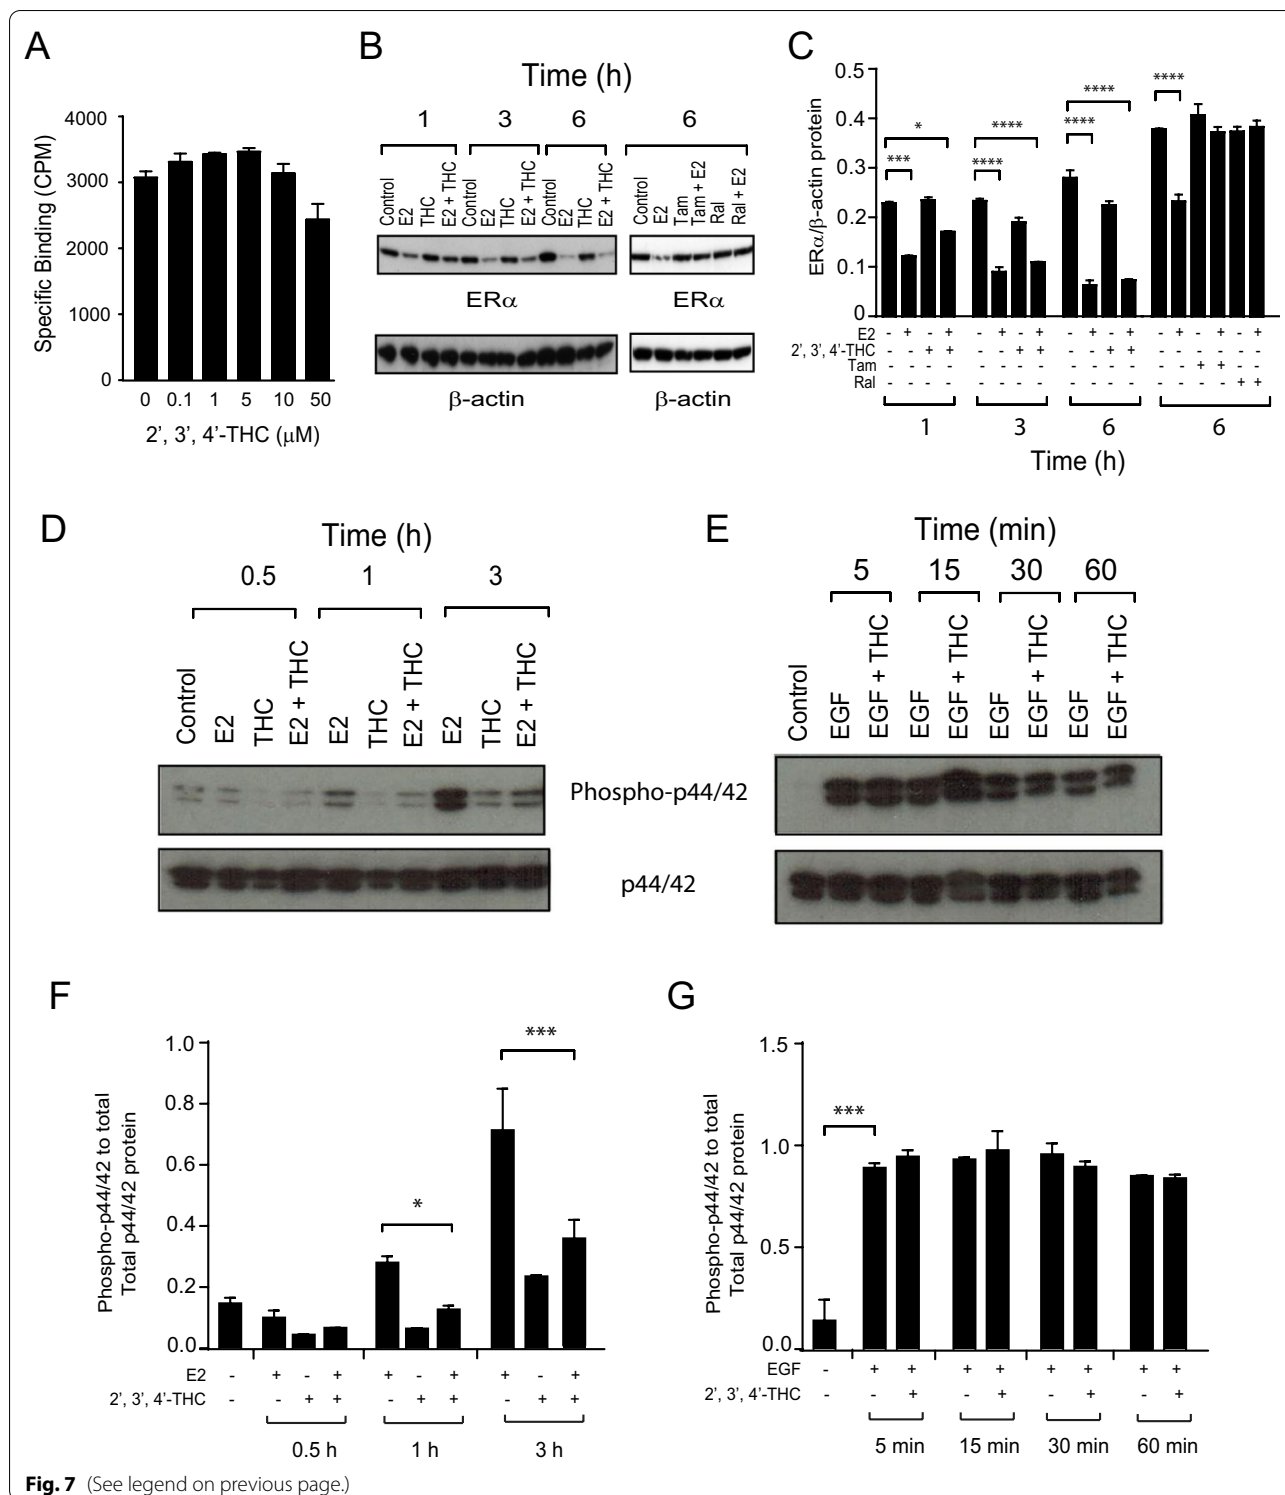 A
4000
3000
2000
1000
0
Specific Binding (CPM)
0 0.1 1 5 10 50
2’, 3’, 4’-THC (μM)
B
Time (h)
1 3 6 6
Control E2 THC E2 + THC Control E2 THC E2 + THC Control E2 THC E2 + THC Control E2 Tam Tam + E2 Ral Ral + E2
ERα ERα
β-actin β-actin
C
0.5
0.4
0.3
0.2
0.1
0
ERα/β-actin protein
*** * **** **** **** **** ****
E2 - + - + - + - + - + - + - + - + - +
2’, 3’, 4’-THC - - + + - - + + - - + + - - - - - -
Tam - - - - - - - - - - - - - - + + - -
Ral - - - - - - - - - - - - - - - - + +
1 3 6 6
Time (h)
D
Time (h)
0.5 1 3
Control E2 THC E2 + THC E2 THC E2 + THC E2 THC E2 + THC
Phospho-p44/42
p44/42
E
Time (min)
5 15 30 60
Control EGF EGF + THC EGF EGF + THC EGF EGF + THC EGF EGF + THC
F
1.0
0.8
0.6
0.4
0.2
0.0
Phospho-p44/42 to total
Total p44/42 protein
* ***
E2 - + - + + - + + - +
2’, 3’, 4’-THC - - + + - + + - + +
0.5 h 1 h 3 h
G
1.5
1.0
0.5
0.0
Phospho-p44/42 to total
Total p44/42 protein
***
EGF - + + + + + + + +
2’, 3’, 4’-THC - + + + +
5 min 15 min 30 min 60 min
Fig. 7 (See legend on previous page.)